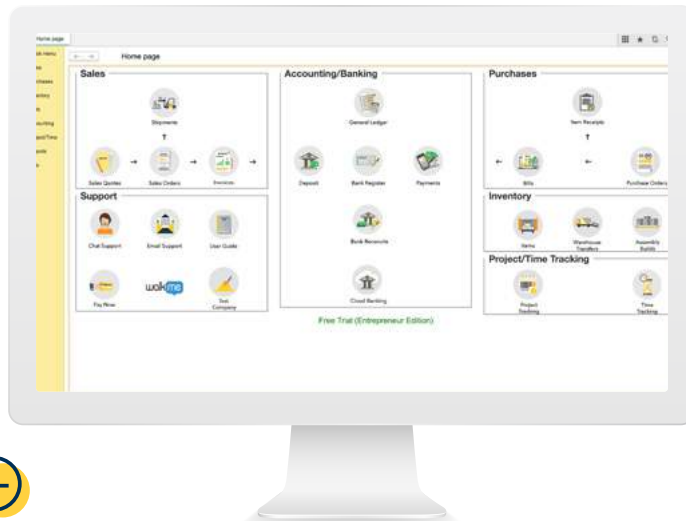 Home page
Home page
Sales
Shipments
Sales Quotes
Sales Orders
Invoices
Support
Chat Support
Email Support
User Guide
Pay Now
walkme
Test
Company
Accounting/Banking
General Ledger
Deposit
Bank Register
Payments
Bank Reconcile
Cloud Banking
Free Trial (Entrepreneur Edition)
Purchases
Item Receipts
Bills
Purchase Orders
Inventory
Items
Warehouse
Transfers
Assembly
Builds
Project/Time Tracking
Project
Tracking
Time
Tracking